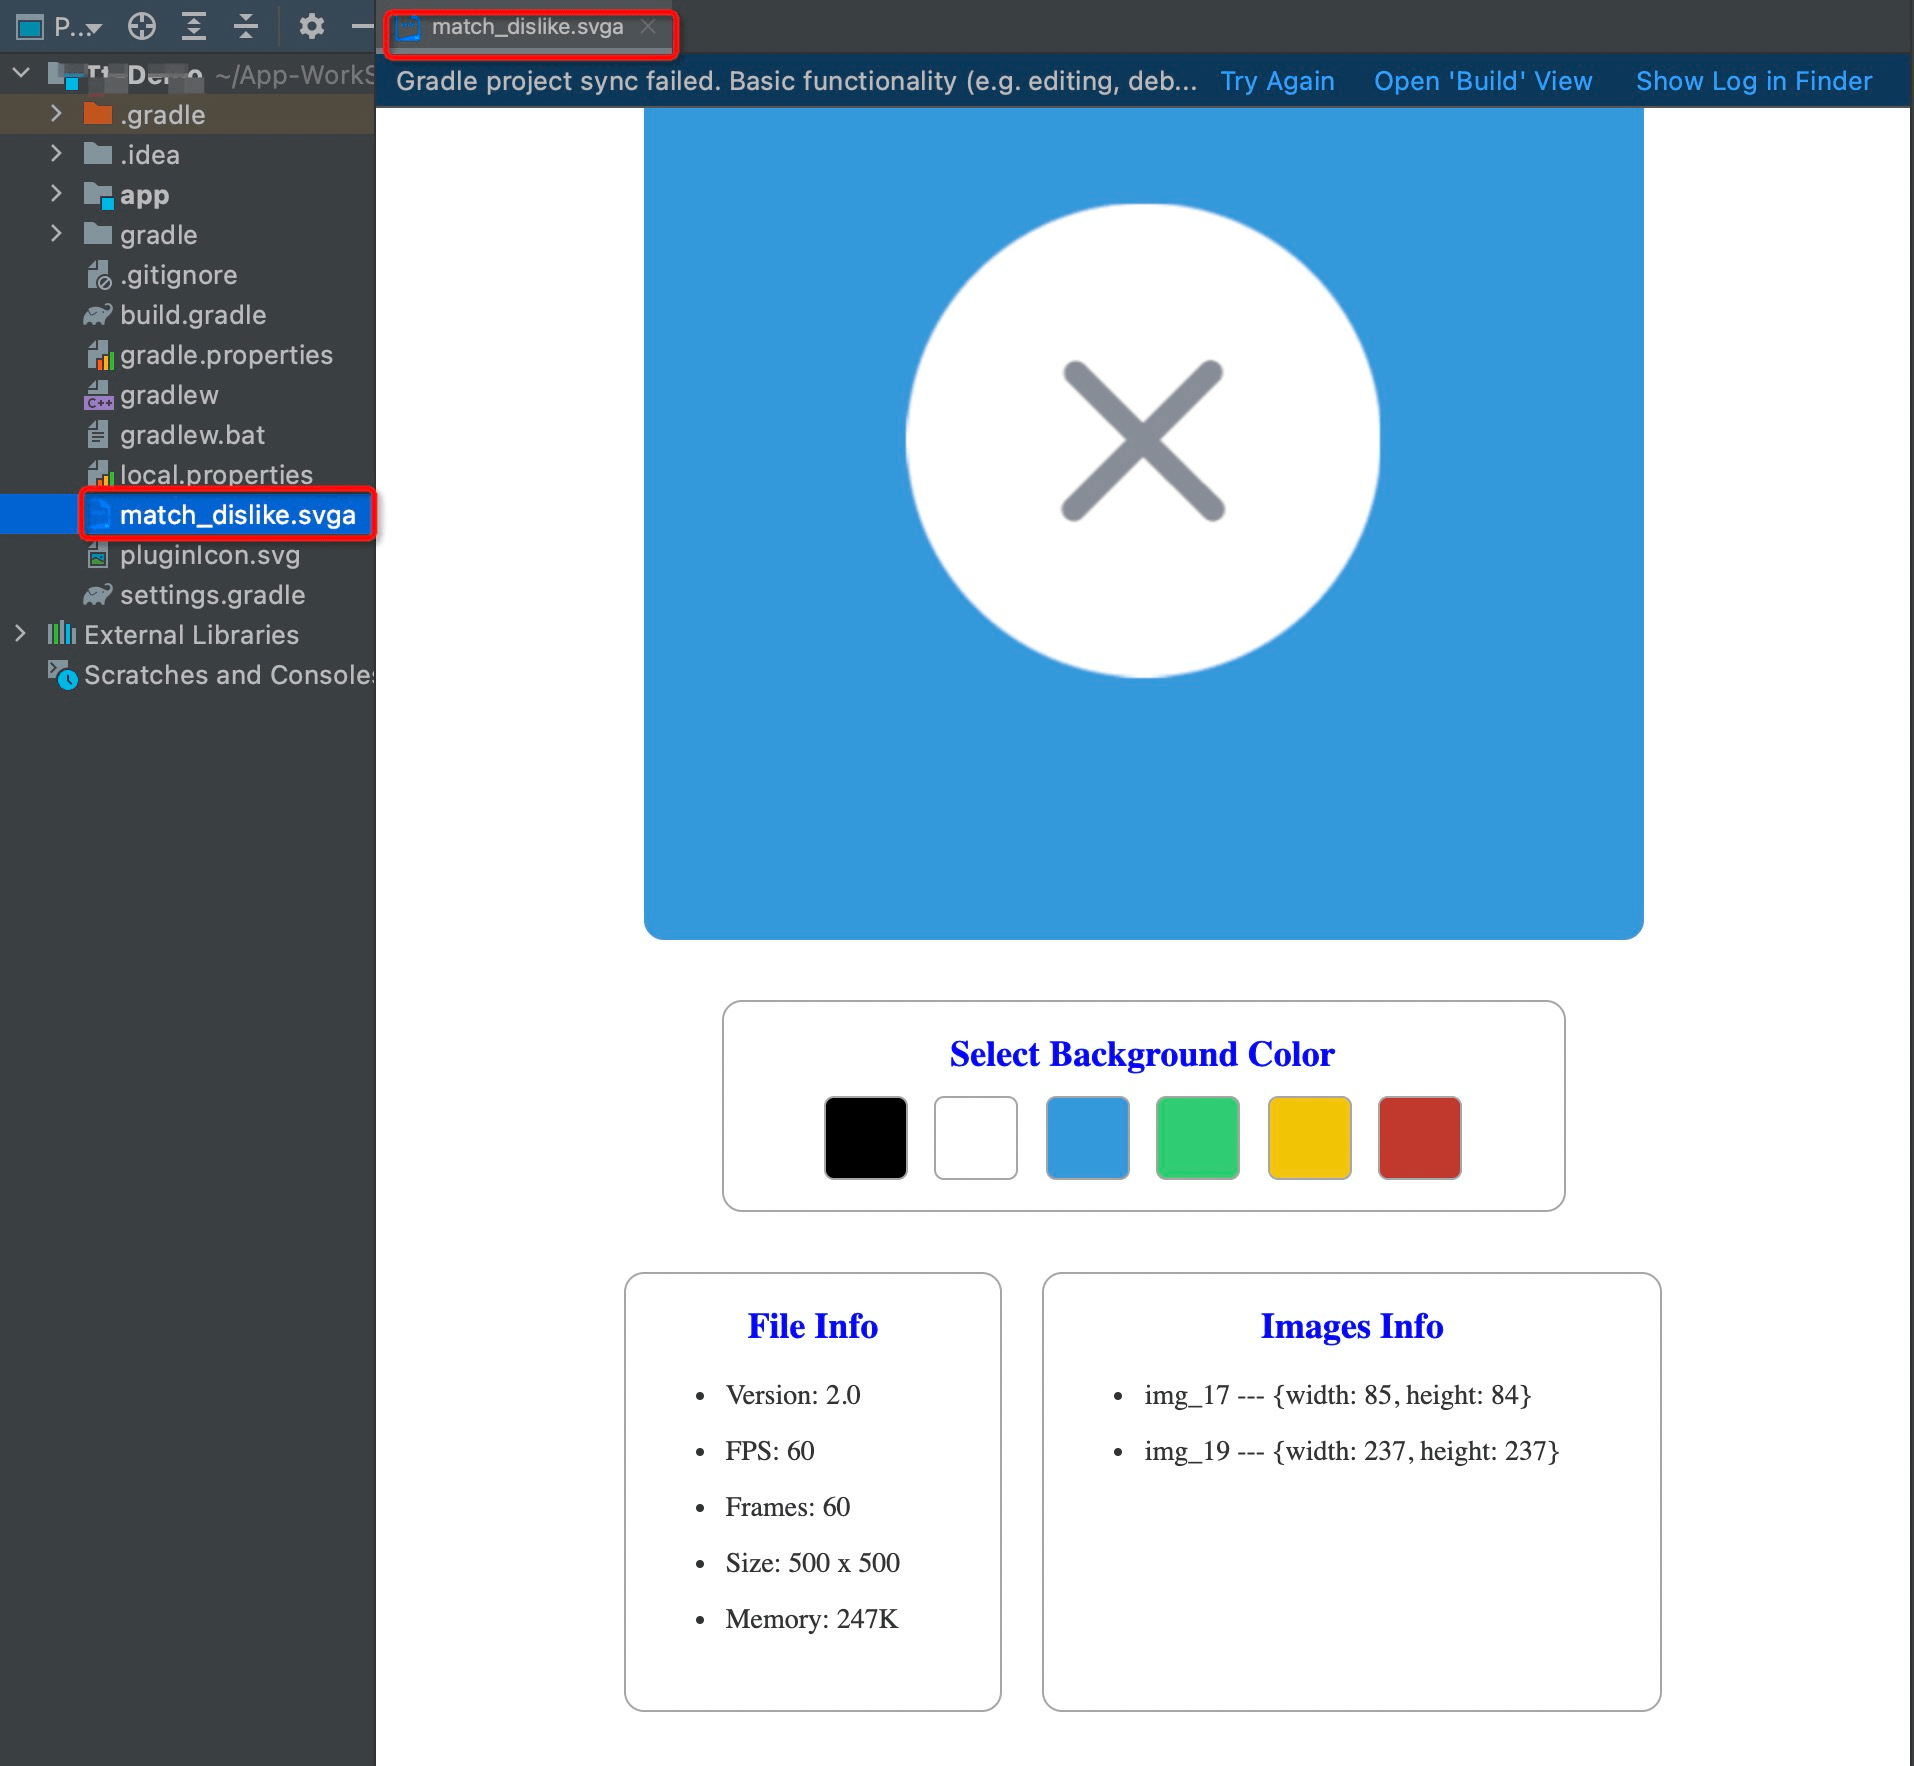 P...
match_dislike.svga
~/App-WorkS
Gradle project sync failed. Basic functionality (e.g. editing, deb... Try Again Open 'Build' View Show Log in Finder
.gradle
.idea
app
gradle
.gitignore
build.gradle
gradle.properties
C++ gradlew
gradlew.bat
local.properties
match_dislike.svga
pluginIcon.svg
settings.gradle
External Libraries
Scratches and Consoles
Select Background Color
File Info
• Version: 2.0
• FPS: 60
• Frames: 60
• Size: 500 x 500
• Memory: 247K
Images Info
• img_17 --- {width: 85, height: 84}
• img_19 --- {width: 237, height: 237}